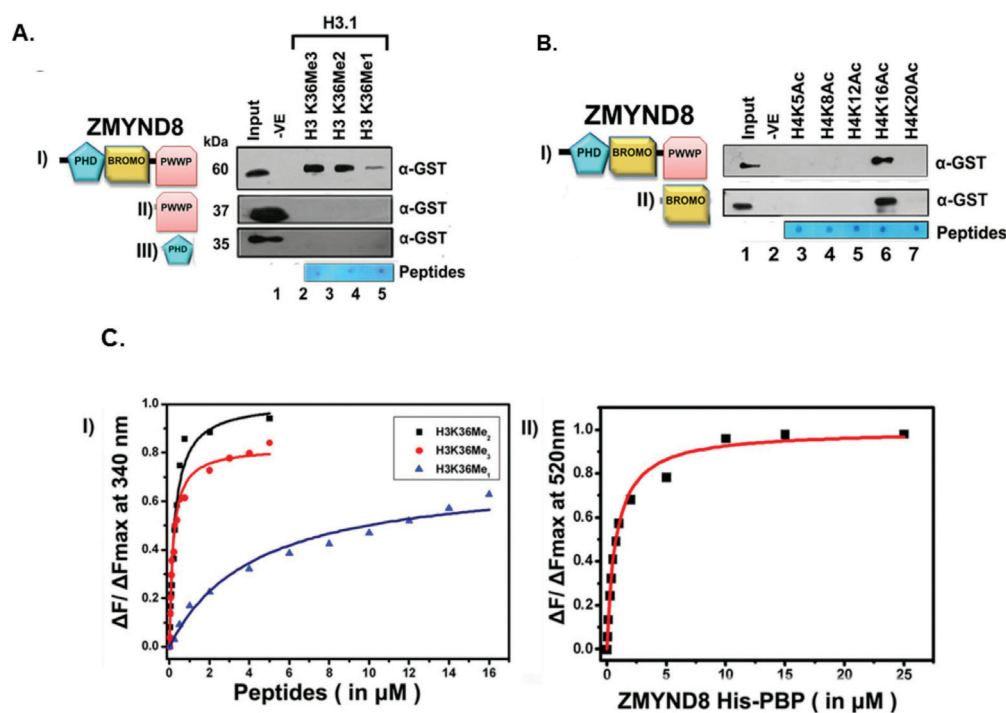 A.
H3.1
H3 K36Me3
H3 K36Me2
H3 K36Me1
Input
-VE
ZMYND8
kDa
I)
PHD
BROMO
PWWP
60
α-GST
II)
PWWP
37
α-GST
III)
PHD
35
α-GST
Peptides
1 2 3 4 5
B.
Input
-VE
H4K5Ac
H4K8Ac
H4K12Ac
H4K16Ac
H4K20Ac
ZMYND8
I)
PHD
BROMO
PWWP
α-GST
II)
BROMO
α-GST
Peptides
1 2 3 4 5 6 7
C.
I)
ΔF/ ΔFmax at 340 nm
1.0
0.8
0.6
0.4
0.2
0.0
H3K36Me2
H3K36Me3
H3K36Me1
0 2 4 6 8 10 12 14 16
Peptides ( in μM )
II)
ΔF/ ΔFmax at 520nm
1.0
0.8
0.6
0.4
0.2
0.0
0 5 10 15 20 25
ZMYND8 His-PBP ( in μM )